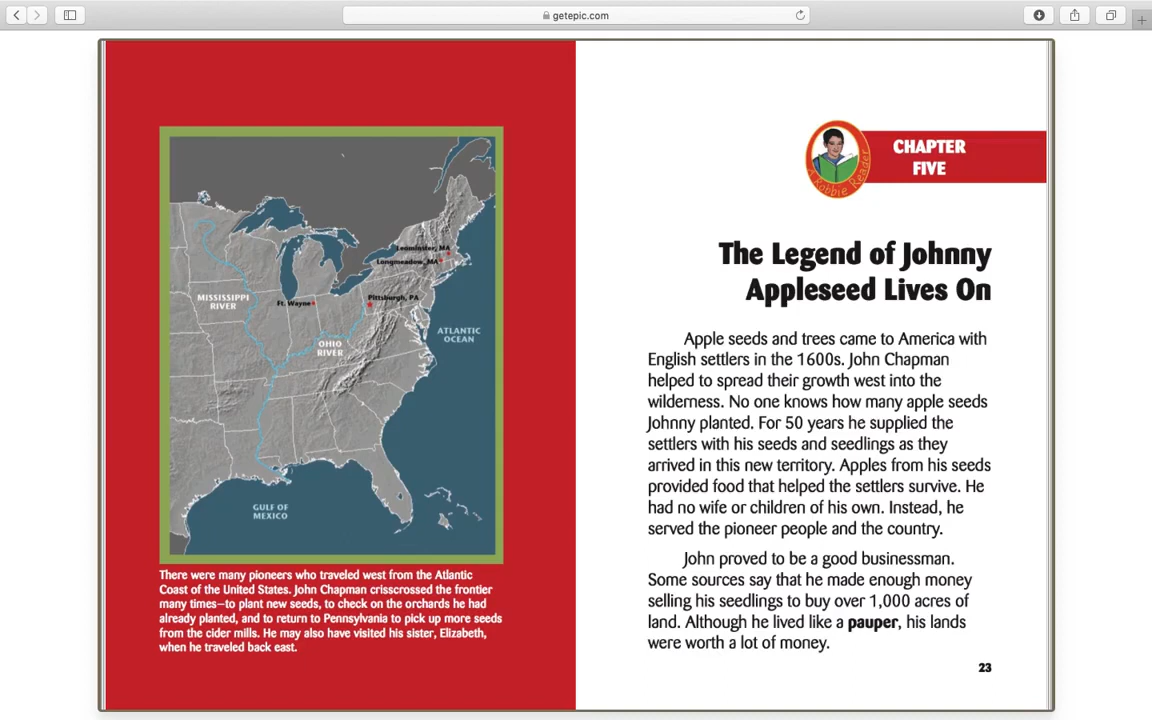 getepic.com
Leominster, MA
Longmeadow, MA
MISSISSIPPI
RIVER
Ft. Wayne
Pittsburgh, PA
OHIO
RIVER
ATLANTIC
OCEAN
GULF OF
MEXICO
There were many pioneers who traveled west from the Atlantic
Coast of the United States. John Chapman crisscrossed the frontier
many times—to plant new seeds, to check on the orchards he had
already planted, and to return to Pennsylvania to pick up more seeds
from the cider mills. He may also have visited his sister, Elizabeth,
when he traveled back east.
A Robbie Reader
CHAPTER
FIVE
The Legend of Johnny
Appleseed Lives On
Apple seeds and trees came to America with
English settlers in the 1600s. John Chapman
helped to spread their growth west into the
wilderness. No one knows how many apple seeds
Johnny planted. For 50 years he supplied the
settlers with his seeds and seedlings as they
arrived in this new territory. Apples from his seeds
provided food that helped the settlers survive. He
had no wife or children of his own. Instead, he
served the pioneer people and the country.
John proved to be a good businessman.
Some sources say that he made enough money
selling his seedlings to buy over 1,000 acres of
land. Although he lived like a pauper, his lands
were worth a lot of money.
23